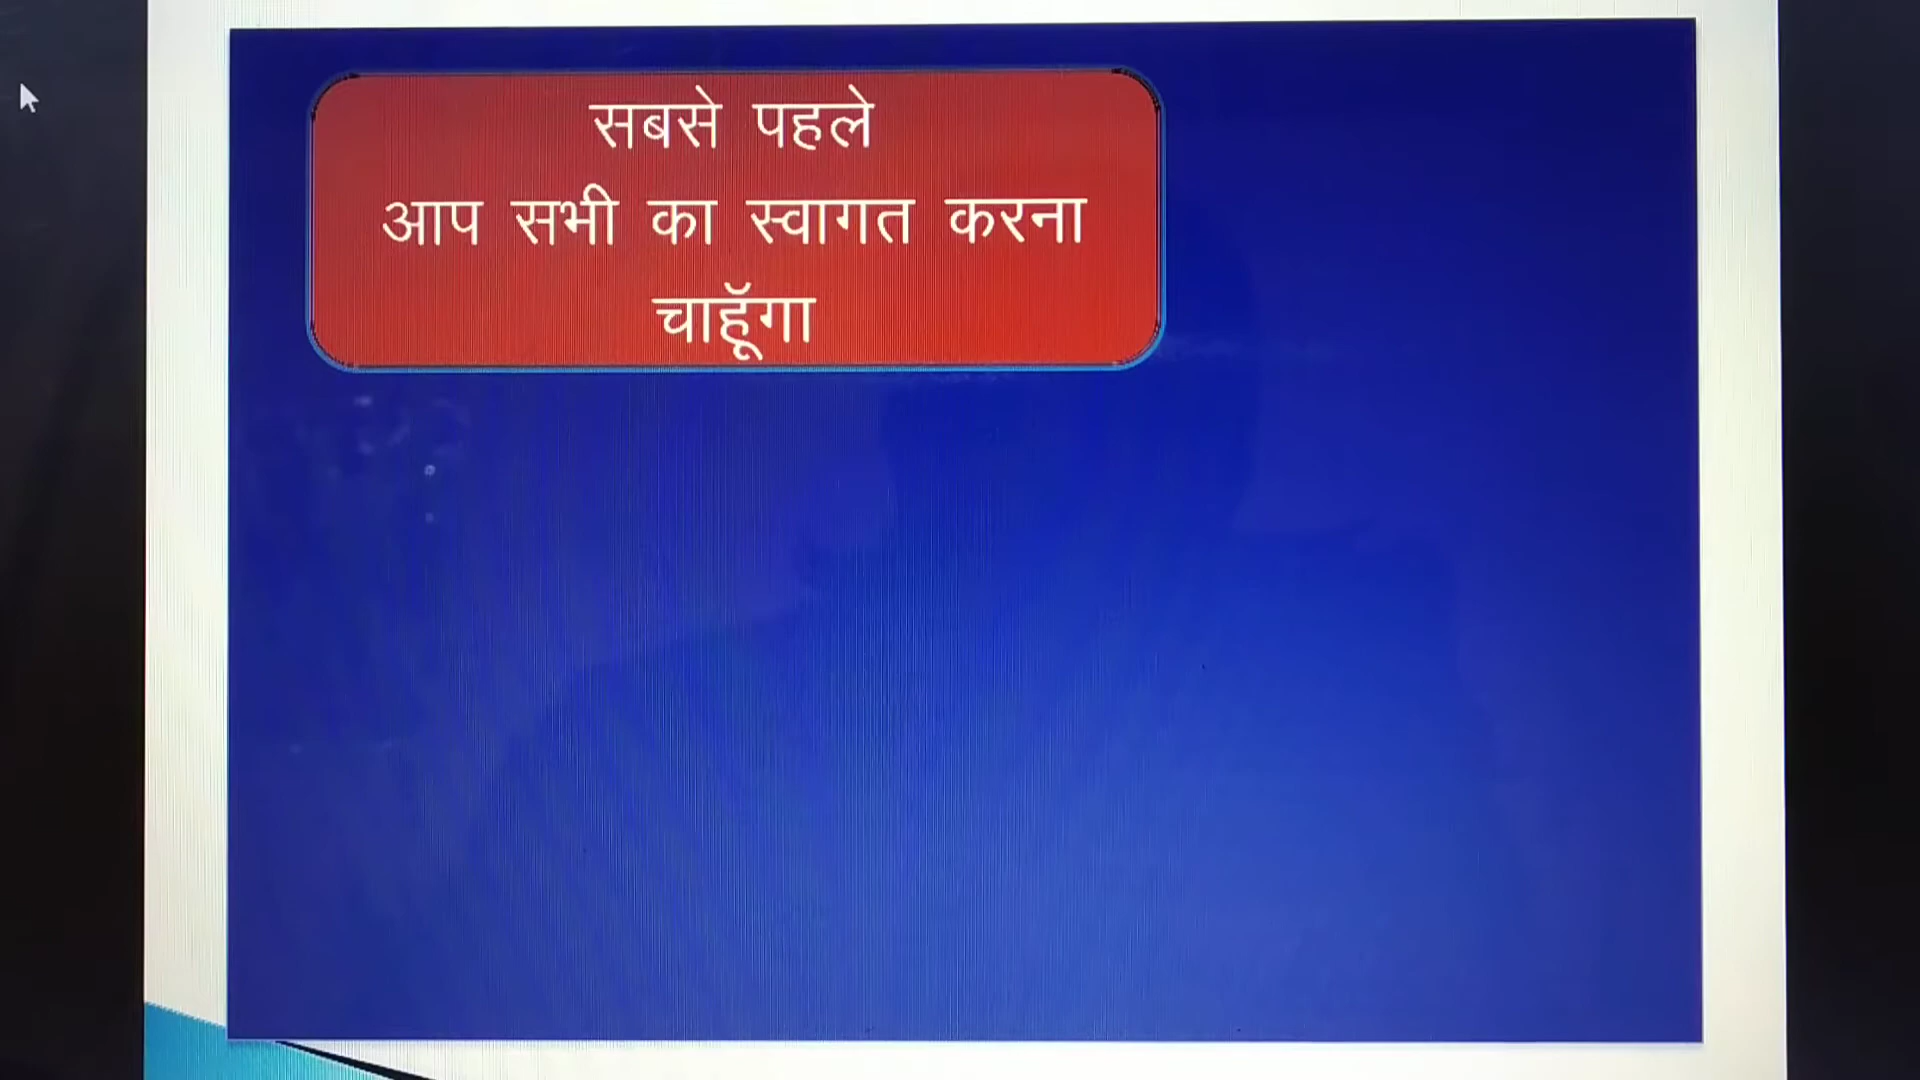 सबसे पहले
आप सभी का स्वागत करना
चाहूॅगा